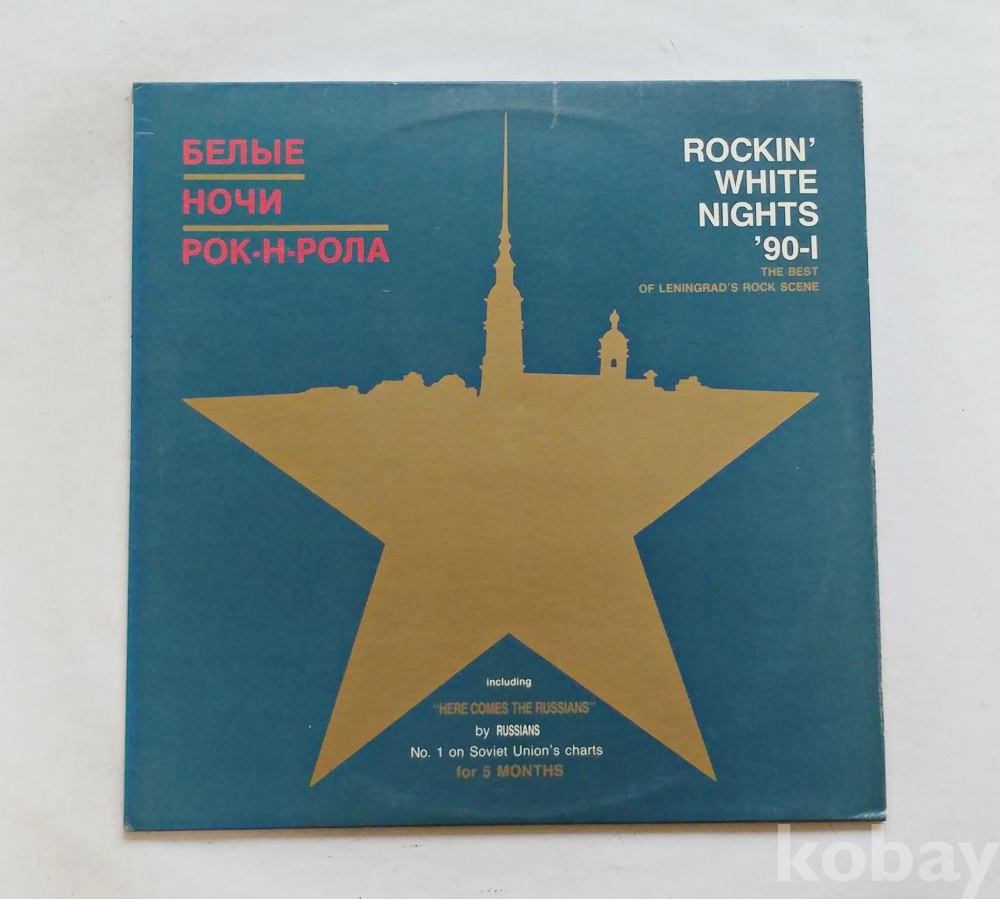 БЕЛЫЕ
НОЧИ
РОК-Н-РОЛА
ROCKIN'
WHITE
NIGHTS
'90-I
THE BEST
OF LENINGRAD'S ROCK SCENE
including
"HERE COMES THE RUSSIANS"
by RUSSIANS
No. 1 on Soviet Union's charts
for 5 MONTHS
kobay